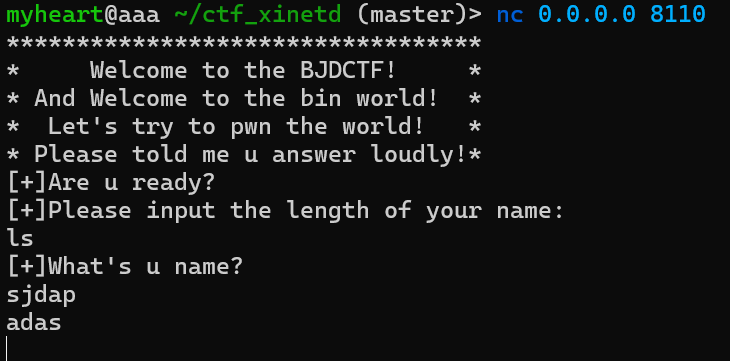 myheart@aaa ~/ctf_xinetd (master)> nc 0.0.0.0 8110
**********************************
*     Welcome to the BJDCTF!     *
* And Welcome to the bin world!  *
*  Let's try to pwn the world!   *
* Please told me u answer loudly!*
[+]Are u ready?
[+]Please input the length of your name:
ls
[+]What's u name?
sjdap
adas